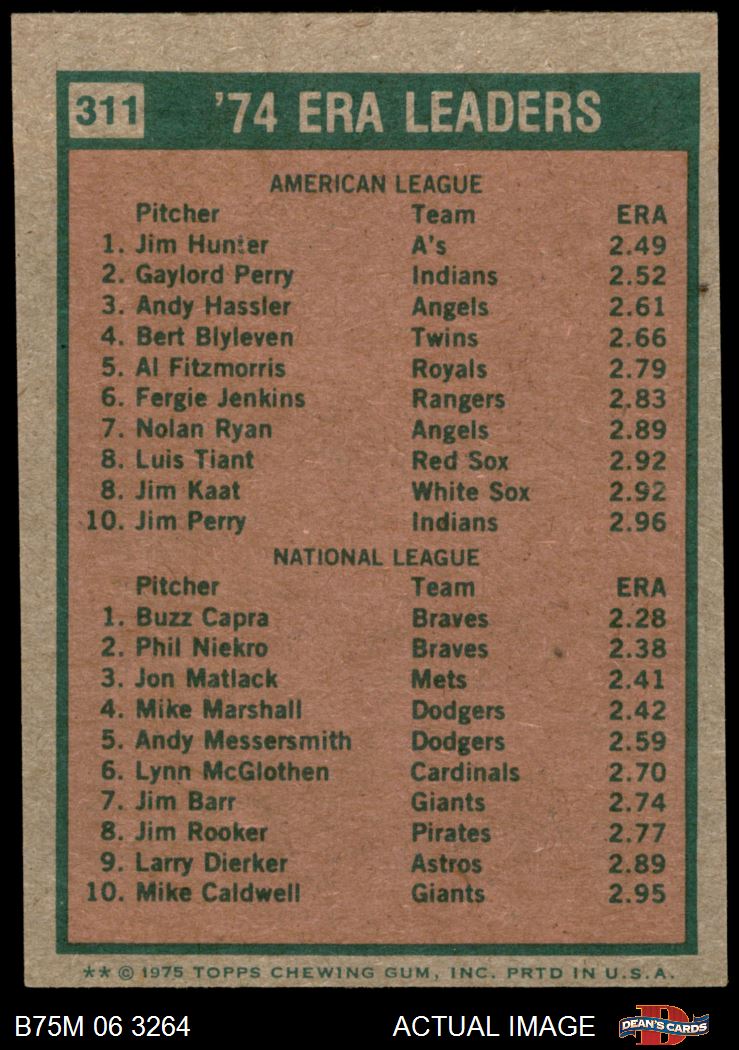 311 '74 ERA LEADERS
AMERICAN LEAGUE
Pitcher Team ERA
1. Jim Hunter A's 2.49
2. Gaylord Perry Indians 2.52
3. Andy Hassler Angels 2.61
4. Bert Blyleven Twins 2.66
5. Al Fitzmorris Royals 2.79
6. Fergie Jenkins Rangers 2.83
7. Nolan Ryan Angels 2.89
8. Luis Tiant Red Sox 2.92
8. Jim Kaat White Sox 2.92
10. Jim Perry Indians 2.96
NATIONAL LEAGUE
Pitcher Team ERA
1. Buzz Capra Braves 2.28
2. Phil Niekro Braves 2.38
3. Jon Matlack Mets 2.41
4. Mike Marshall Dodgers 2.42
5. Andy Messersmith Dodgers 2.59
6. Lynn McGlothen Cardinals 2.70
7. Jim Barr Giants 2.74
8. Jim Rooker Pirates 2.77
9. Larry Dierker Astros 2.89
10. Mike Caldwell Giants 2.95
** © 1975 TOPPS CHEWING GUM, INC. PRTD IN U.S.A.
B75M 06 3264 ACTUAL IMAGE D DEAN'S CARDS